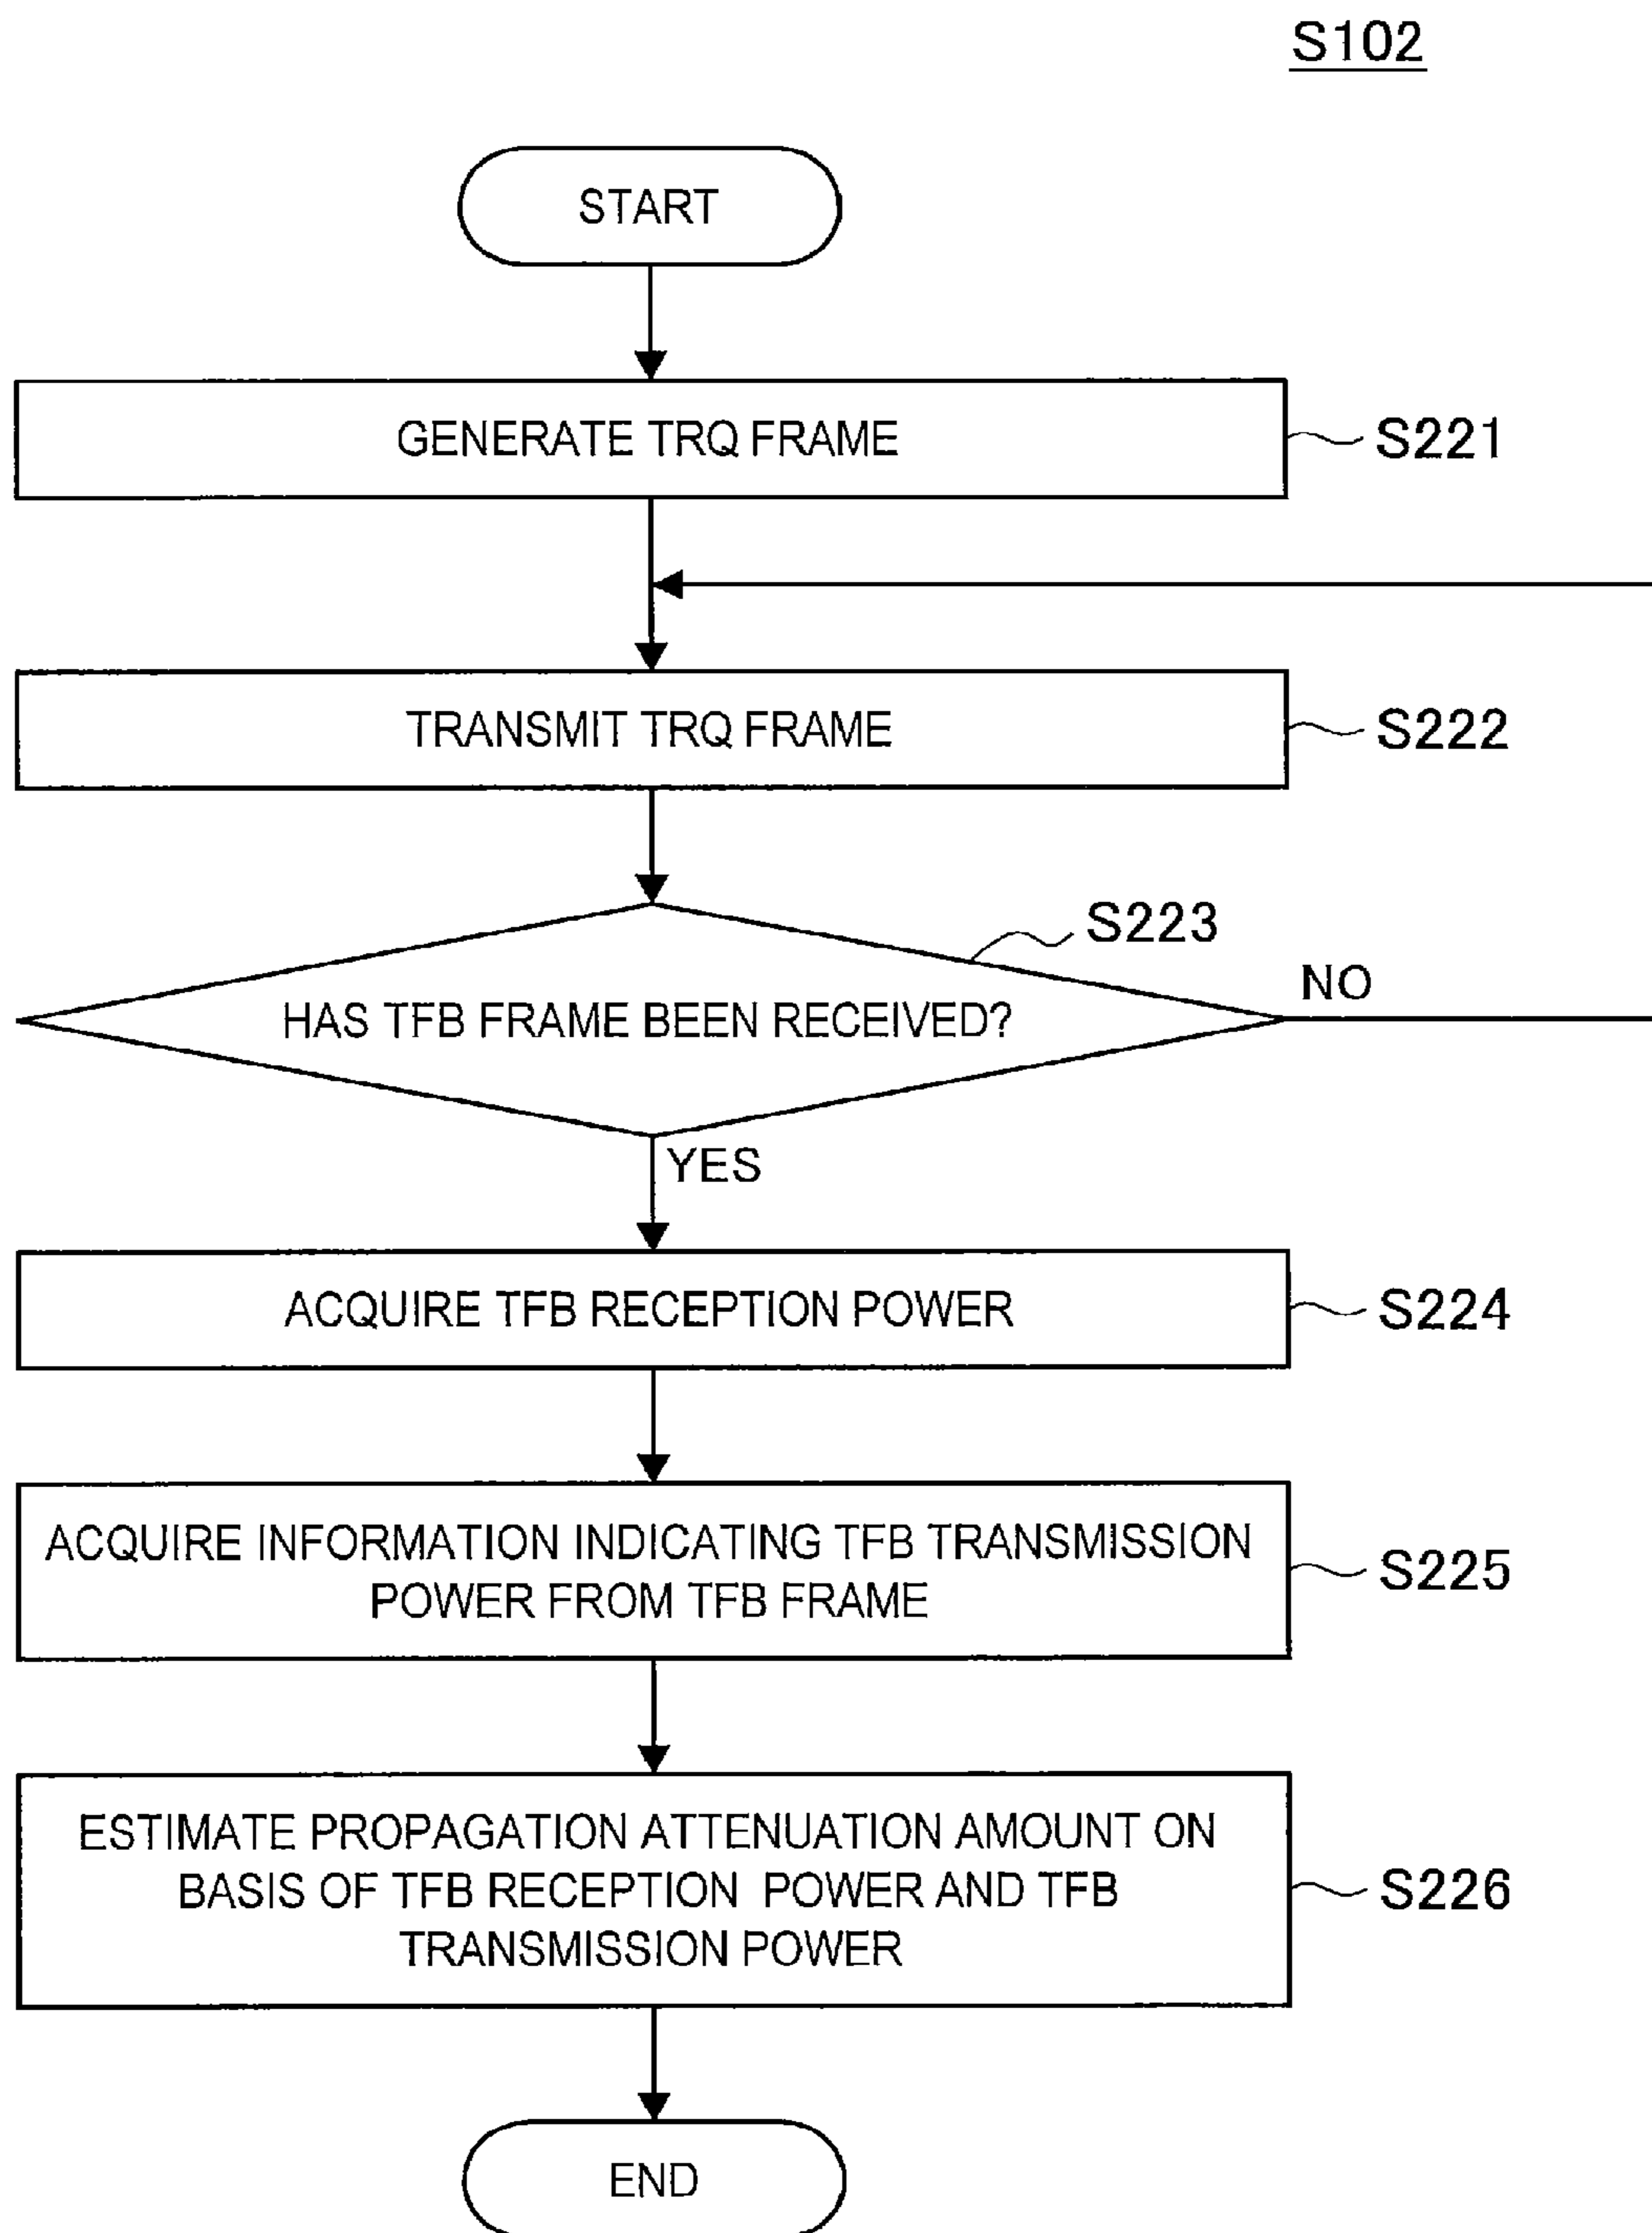 S102
START
GENERATE TRQ FRAME
S221
TRANSMIT TRQ FRAME
S222
S223
NO
HAS TFB FRAME BEEN RECEIVED?
YES
ACQUIRE TFB RECEPTION POWER
S224
ACQUIRE INFORMATION INDICATING TFB TRANSMISSION
POWER FROM TFB FRAME
S225
ESTIMATE PROPAGATION ATTENUATION AMOUNT ON
BASIS OF TFB RECEPTION POWER AND TFB
TRANSMISSION POWER
S226
END